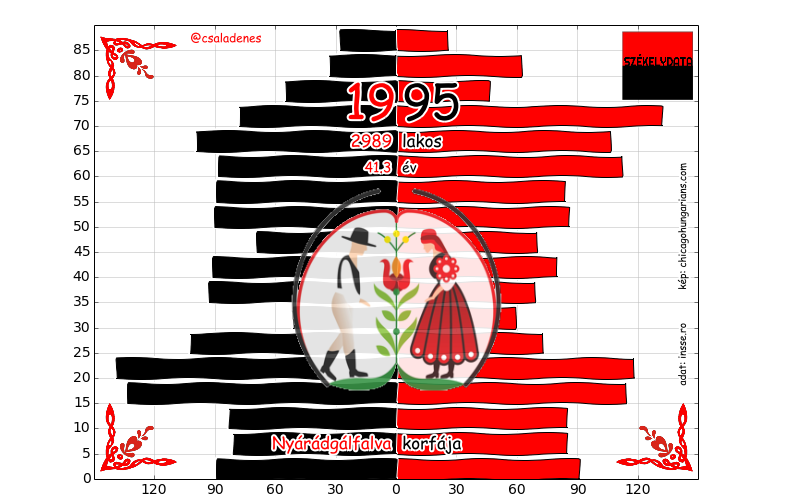 @csaladenes
SZÉKELYDATA
1995
2989 lakos
41,3 év
kép: chicagohungarians.com
adat: insse.ro
Nyárádgálfalva korfája
85
80
75
70
65
60
55
50
45
40
35
30
25
20
15
10
5
0
120 90 60 30 0 30 60 90 120